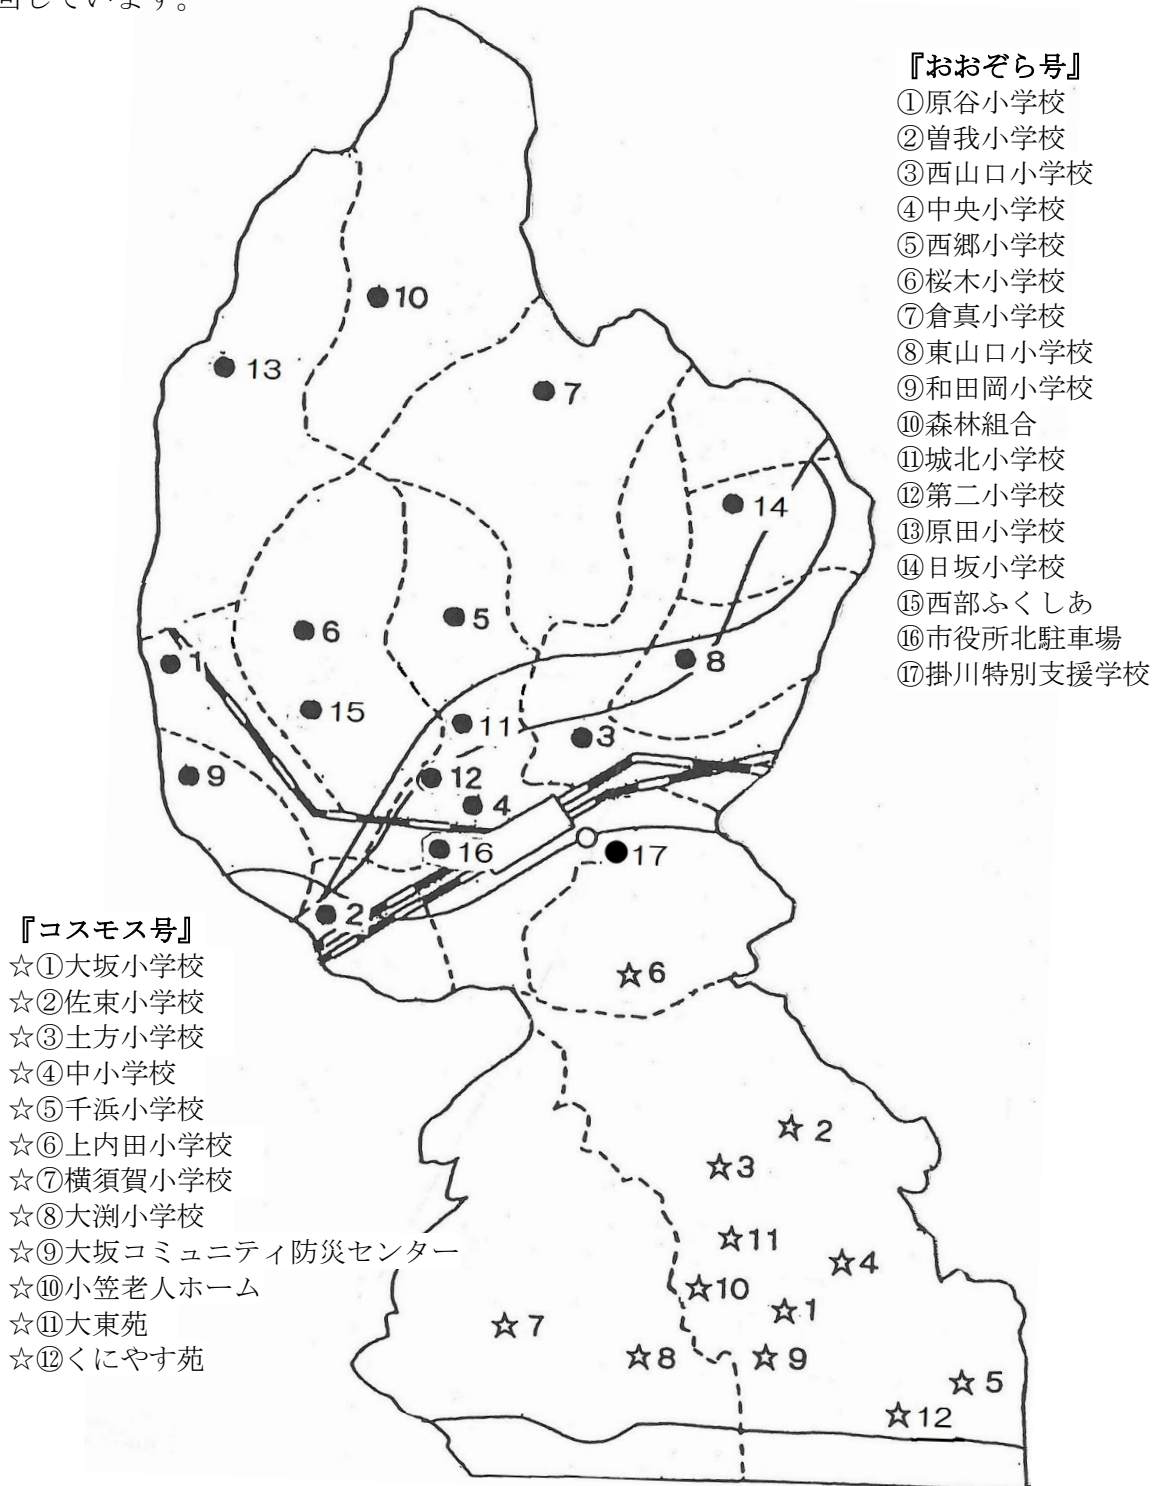 回しています。
『おおぞら号』
①原谷小学校
②曽我小学校
③西山口小学校
④中央小学校
⑤西郷小学校
⑥桜木小学校
⑦倉真小学校
⑧東山口小学校
⑨和田岡小学校
⑩森林組合
⑪城北小学校
⑫第二小学校
⑬原田小学校
⑭日坂小学校
⑮西部ふくしあ
⑯市役所北駐車場
⑰掛川特別支援学校
10
13
7
14
6
5
1
8
15
11
3
9
12
4
16
17
2
『コスモス号』
☆①大坂小学校
☆②佐束小学校
☆③土方小学校
☆④中小学校
☆⑤千浜小学校
☆⑥上内田小学校
☆⑦横須賀小学校
☆⑧大渕小学校
☆⑨大坂コミュニティ防災センター
☆⑩小笠老人ホーム
☆⑪大東苑
☆⑫くにやす苑
☆6
☆2
☆3
☆11
☆4
☆10
☆1
☆7
☆8
☆9
☆5
☆12